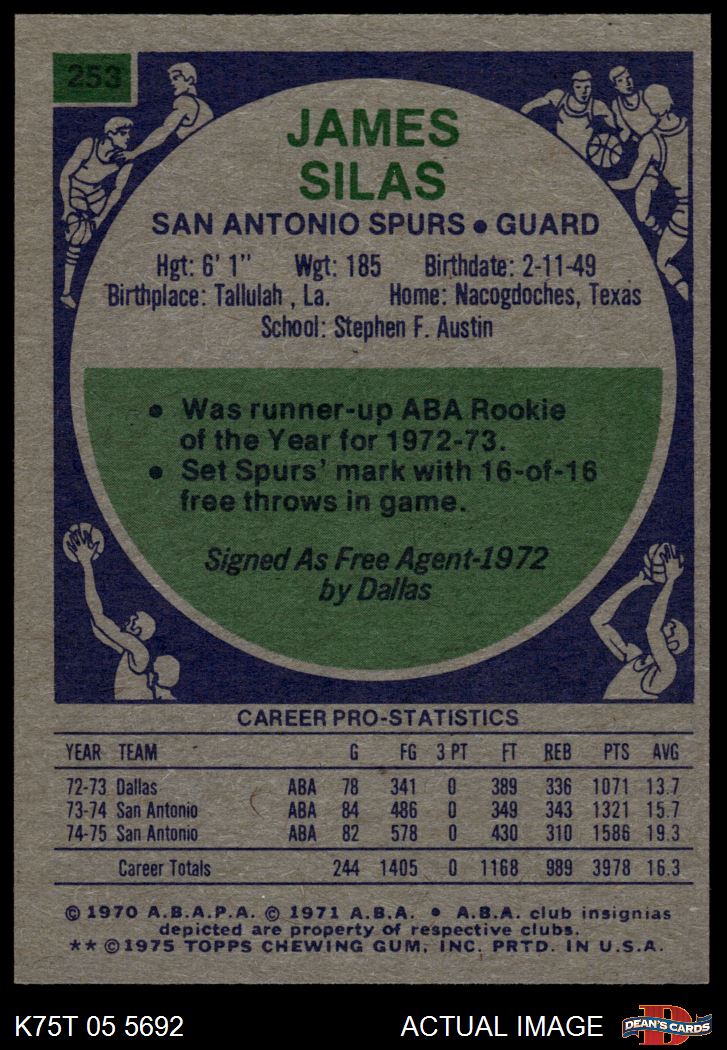 253
JAMES
SILAS
SAN ANTONIO SPURS • GUARD
Hgt: 6' 1" Wgt: 185 Birthdate: 2-11-49
Birthplace: Tallulah , La. Home: Nacogdoches, Texas
School: Stephen F. Austin
• Was runner-up ABA Rookie
of the Year for 1972-73.
• Set Spurs' mark with 16-of-16
free throws in game.
Signed As Free Agent-1972
by Dallas
CAREER PRO-STATISTICS
YEAR TEAM G FG 3 PT FT REB PTS AVG
72-73 Dallas ABA 78 341 0 389 336 1071 13.7
73-74 San Antonio ABA 84 486 0 349 343 1321 15.7
74-75 San Antonio ABA 82 578 0 430 310 1586 19.3
Career Totals 244 1405 0 1168 989 3978 16.3
© 1970 A.B.A.P.A. © 1971 A.B.A. • A.B.A. club insignias
depicted are property of respective clubs.
** © 1975 TOPPS CHEWING GUM, INC. PRTD. IN U.S.A.
K75T 05 5692 ACTUAL IMAGE
D
DEAN'S CARDS